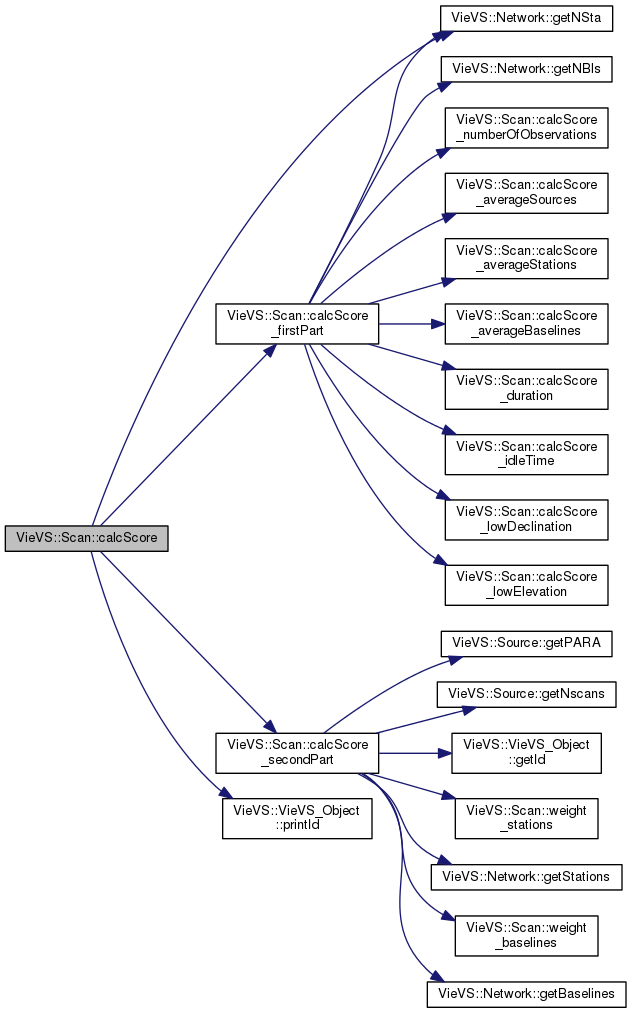 VieVS::Network::getNSta
VieVS::Network::getNBls
VieVS::Scan::calcScore
_numberOfObservations
VieVS::Scan::calcScore
_averageSources
VieVS::Scan::calcScore
_averageStations
VieVS::Scan::calcScore
_firstPart
VieVS::Scan::calcScore
_averageBaselines
VieVS::Scan::calcScore
_duration
VieVS::Scan::calcScore
_idleTime
VieVS::Scan::calcScore
_lowDeclination
VieVS::Scan::calcScore
VieVS::Scan::calcScore
_lowElevation
VieVS::Source::getPARA
VieVS::Source::getNscans
VieVS::Scan::calcScore
_secondPart
VieVS::VieVS_Object
::getId
VieVS::VieVS_Object
::printId
VieVS::Scan::weight
_stations
VieVS::Network::getStations
VieVS::Scan::weight
_baselines
VieVS::Network::getBaselines